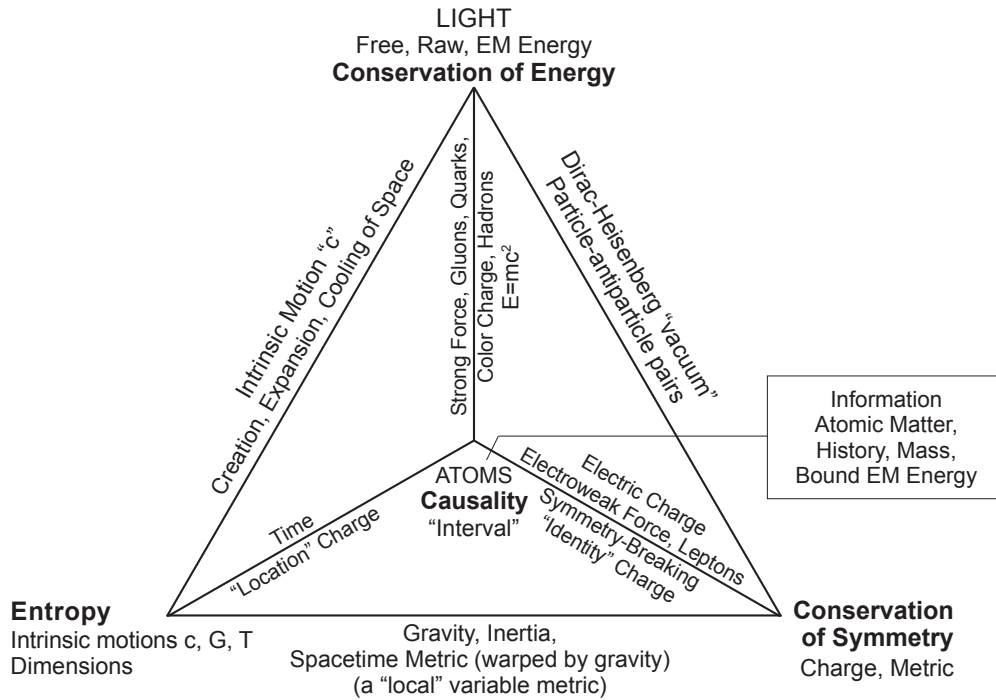 LIGHT
Free, Raw, EM Energy
Conservation of Energy
Intrinsic Motion “c”
Creation, Expansion, Cooling of Space
Strong Force, Gluons, Quarks,
Color Charge, Hadrons
E=mc²
Dirac-Heisenberg “vacuum”
Particle-antiparticle pairs
Information
Atomic Matter,
History, Mass,
Bound EM Energy
ATOMS
Causality
“Interval”
Time
“Location” Charge
Electric Charge
Electroweak Force, Leptons
Symmetry-Breaking
“Identity” Charge
Entropy
Intrinsic motions c, G, T
Dimensions
Gravity, Inertia,
Spacetime Metric (warped by gravity)
(a “local” variable metric)
Conservation
of Symmetry
Charge, Metric